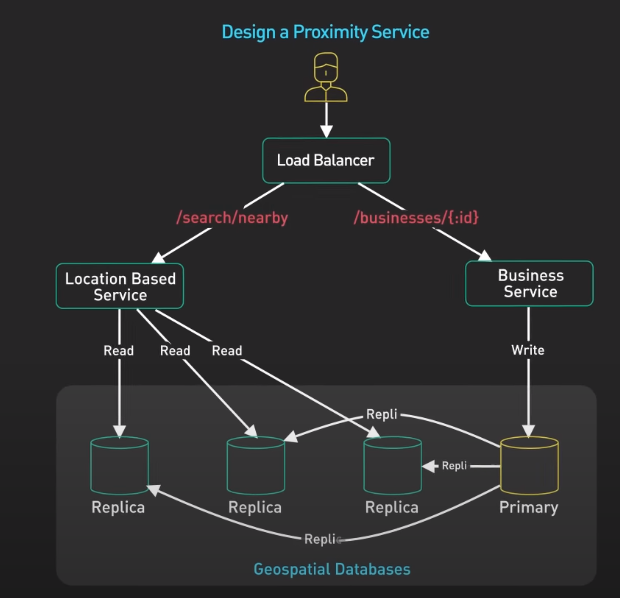 Design a Proximity Service
Load Balancer
/search/nearby
/businesses/{:id}
Location Based
Service
Business
Service
Read
Read
Read
Write
Repli
Repli
Replica
Replica
Replica
Primary
Repli
Geospatial Databases